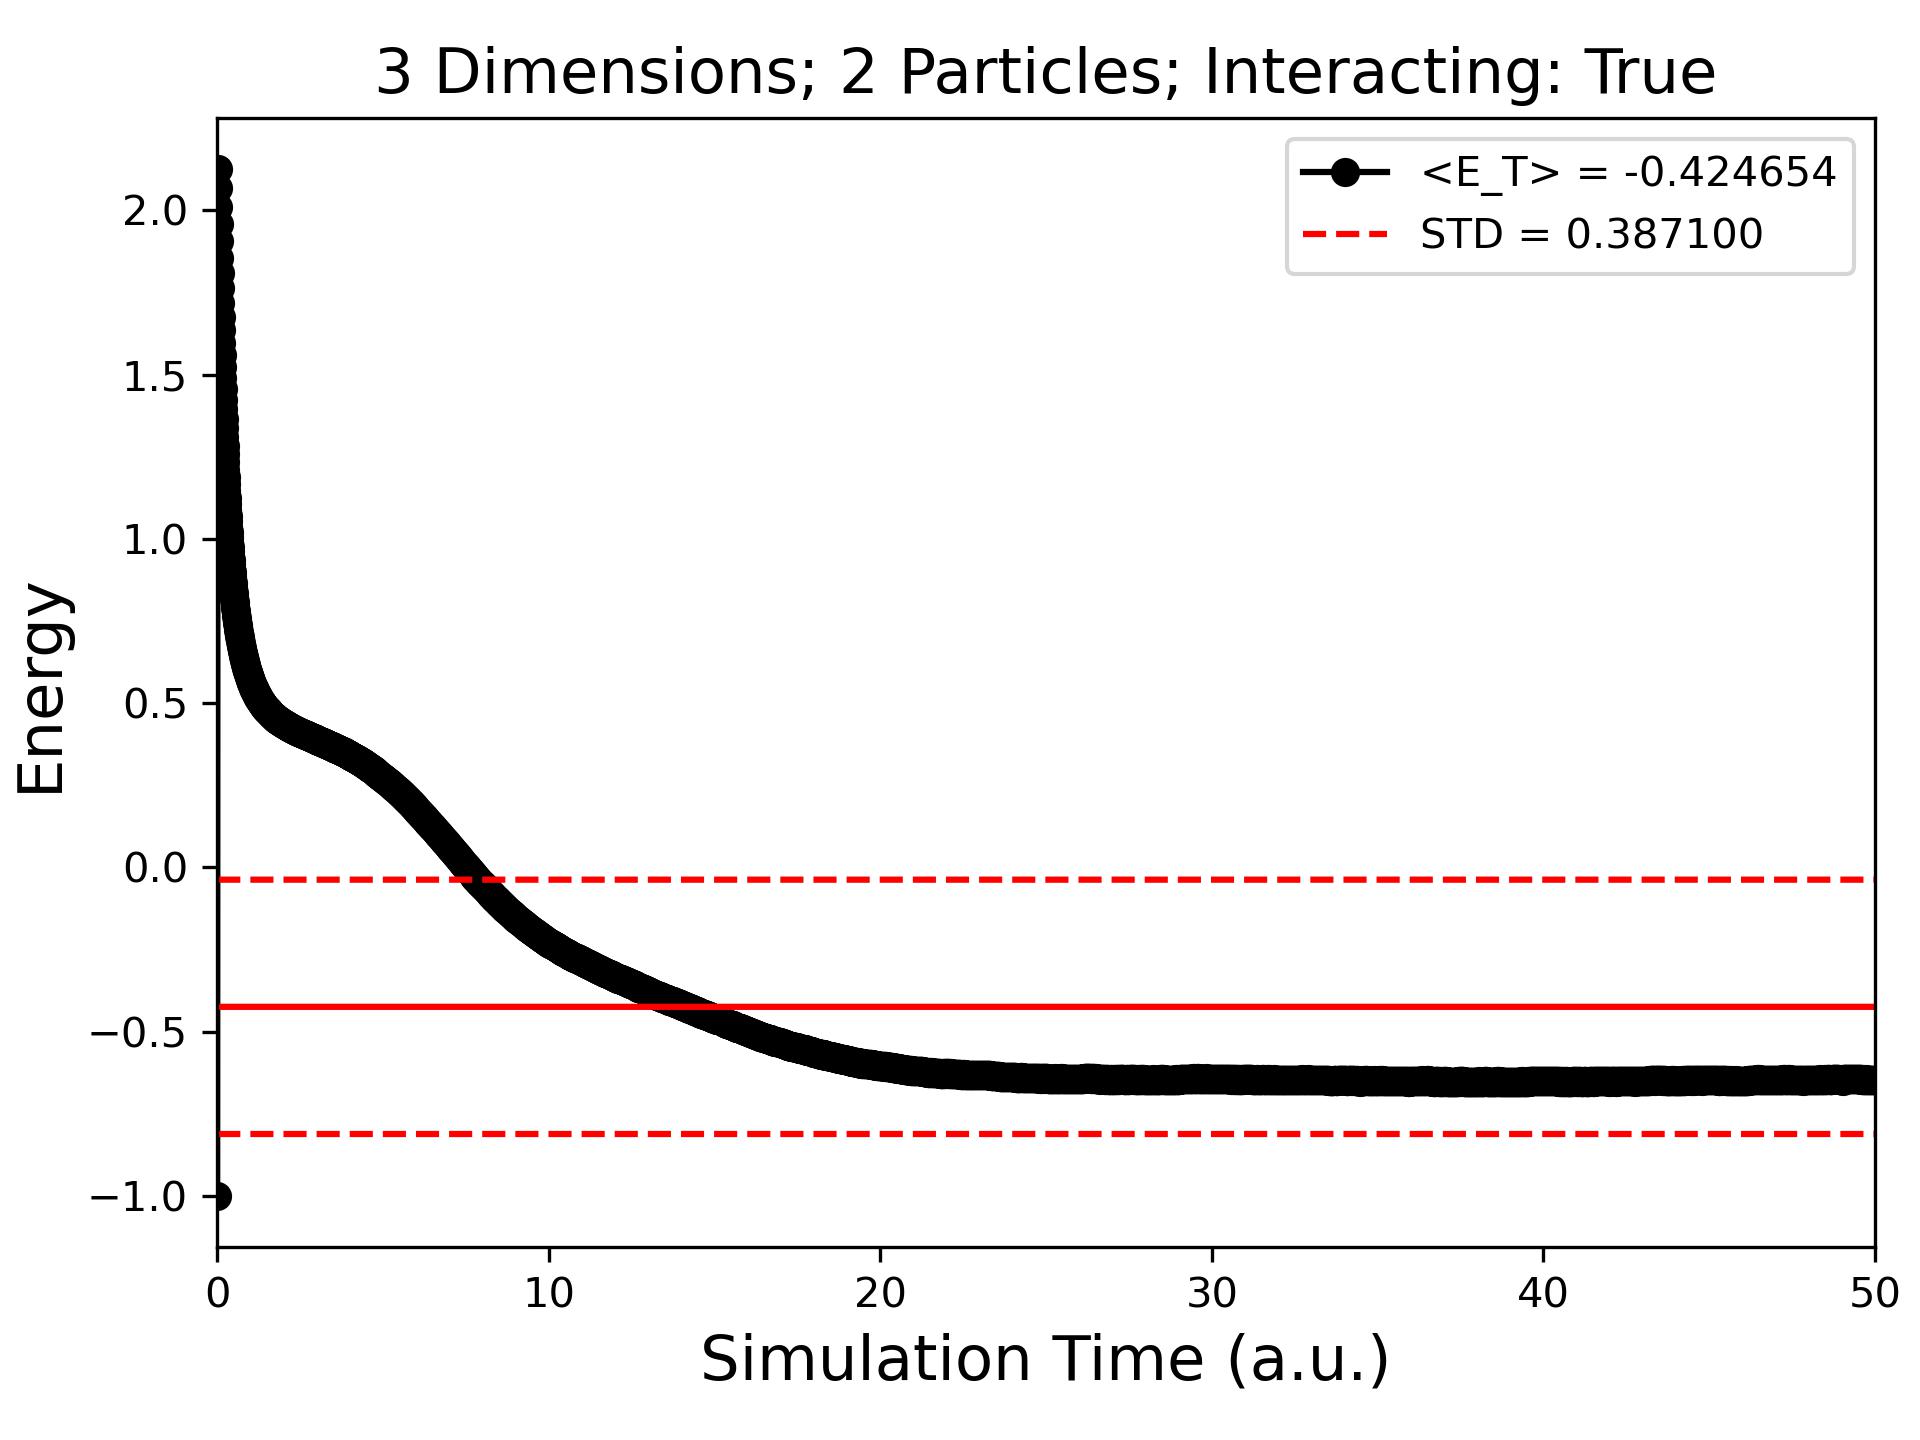 3 Dimensions; 2 Particles; Interacting: True
<E_T> = -0.424654
STD = 0.387100
Energy
2.0
1.5
1.0
0.5
0.0
−0.5
−1.0
0 10 20 30 40 50
Simulation Time (a.u.)